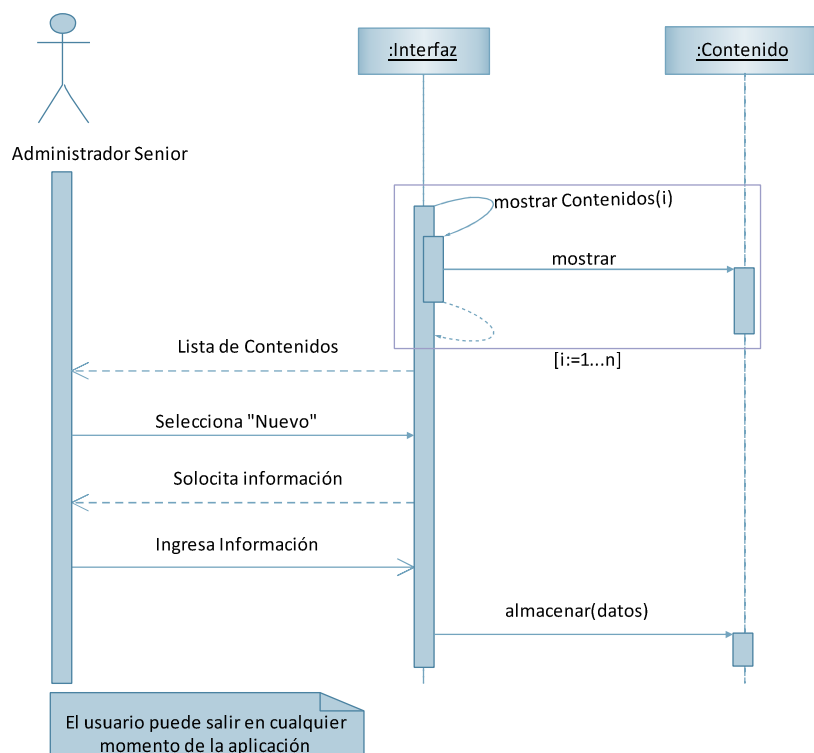 :Interfaz
:Contenido
Administrador Senior
mostrar Contenidos(i)
mostrar
Lista de Contenidos
[i:=1...n]
Selecciona "Nuevo"
Solocita información
Ingresa Información
almacenar(datos)
El usuario puede salir en cualquier
momento de la aplicación